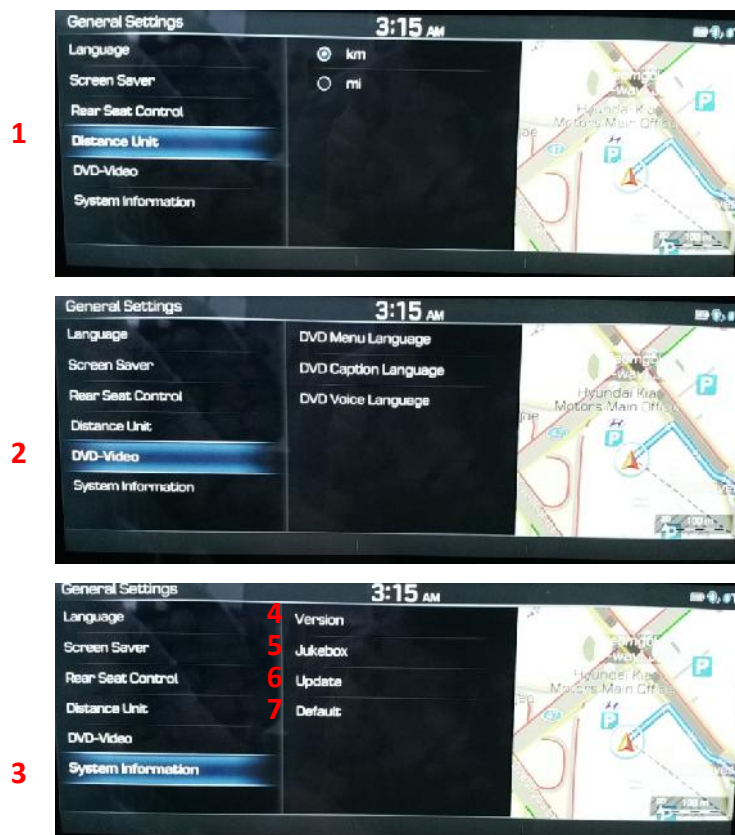 General Settings
3:15 AM
Language
km
Screen Saver
mi
Rear Seat Control
Hyundai Kia
Motors Main Office
P
1
Distance Unit
P
DVD-Video
System Information
100 m
General Settings
3:15 AM
Language
DVD Menu Language
Screen Saver
DVD Caption Language
Rear Seat Control
DVD Voice Language
P
Hyundai Kia
Motors Main Office
Distance Unit
P
2
DVD-Video
System Information
100 m
General Settings
3:15 AM
Language
4 Version
Screen Saver
5 Jukebox
Rear Seat Control
6 Update
P
Hyundai Kia
Motors Main Office
Distance Unit
7 Default
P
DVD-Video
3
System Information
100 m